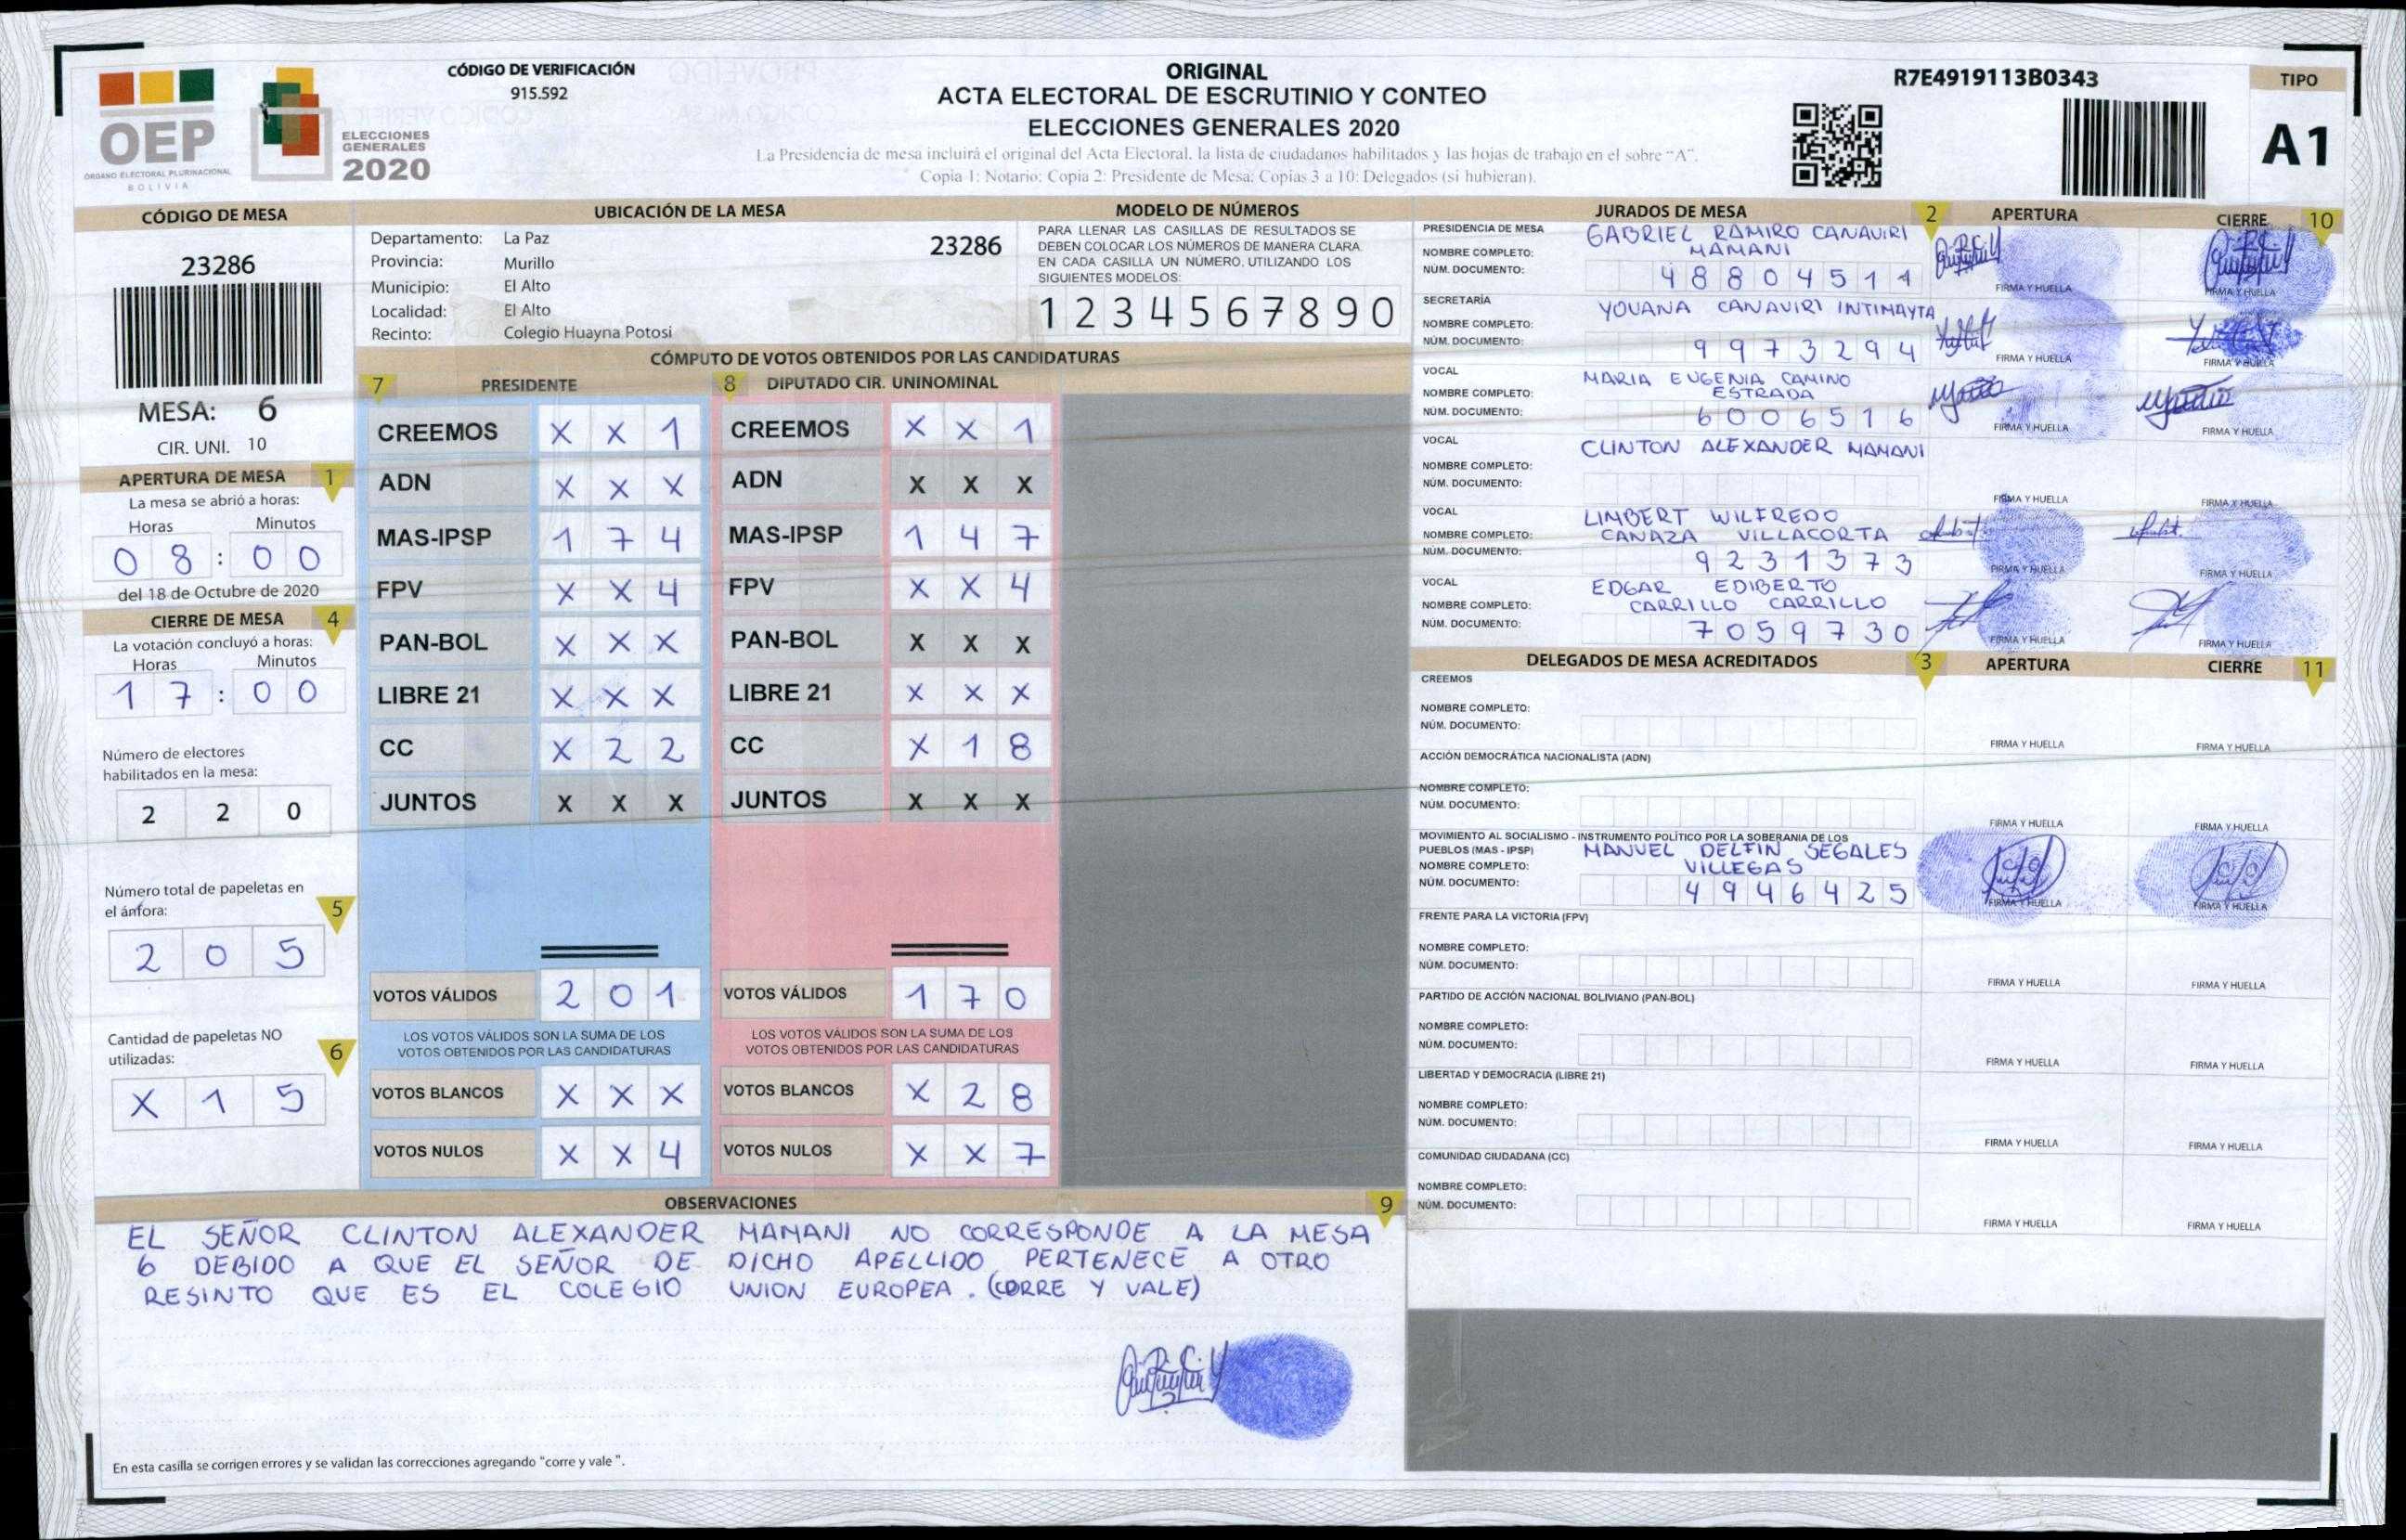 CÓDIGO DE VERIFICACIÓN
915.592
OEP
ÓRGANO ELECTORAL PLURINACIONAL
BOLIVIA
ELECCIONES
GENERALES
2020
ORIGINAL
ACTA ELECTORAL DE ESCRUTINIO Y CONTEO
ELECCIONES GENERALES 2020
La Presidencia de mesa incluirá el original del Acta Electoral, la lista de ciudadanos habilitados y las hojas de trabajo en el sobre "A".
Copia 1: Notario; Copia 2: Presidente de Mesa; Copias 3 a 10: Delegados (si hubieran).
R7E4919113B0343
TIPO
A1
CÓDIGO DE MESA
23286
MESA: 6
CIR. UNI. 10
APERTURA DE MESA 1
La mesa se abrió a horas:
Horas Minutos
0 8 : 0 0
del 18 de Octubre de 2020
CIERRE DE MESA 4
La votación concluyó a horas:
Horas Minutos
1 7 : 0 0
Número de electores
habilitados en la mesa:
2 2 0
Número total de papeletas en
el ánfora: 5
2 0 5
Cantidad de papeletas NO
utilizadas: 6
X 1 5
UBICACIÓN DE LA MESA
Departamento: La Paz 23286
Provincia: Murillo
Municipio: El Alto
Localidad: El Alto
Recinto: Colegio Huayna Potosi
MODELO DE NÚMEROS
PARA LLENAR LAS CASILLAS DE RESULTADOS SE
DEBEN COLOCAR LOS NÚMEROS DE MANERA CLARA.
EN CADA CASILLA UN NÚMERO, UTILIZANDO LOS
SIGUIENTES MODELOS:
1 2 3 4 5 6 7 8 9 0
CÓMPUTO DE VOTOS OBTENIDOS POR LAS CANDIDATURAS
7 PRESIDENTE
CREEMOS X X 1
ADN X X X
MAS-IPSP 1 7 4
FPV X X 4
PAN-BOL X X X
LIBRE 21 X X X
CC X 2 2
JUNTOS X X X
VOTOS VÁLIDOS 2 0 1
LOS VOTOS VÁLIDOS SON LA SUMA DE LOS
VOTOS OBTENIDOS POR LAS CANDIDATURAS
VOTOS BLANCOS X X X
VOTOS NULOS X X 4
8 DIPUTADO CIR. UNINOMINAL
CREEMOS X X 1
ADN X X X
MAS-IPSP 1 4 7
FPV X X 4
PAN-BOL X X X
LIBRE 21 X X X
CC X 1 8
JUNTOS X X X
VOTOS VÁLIDOS 1 7 0
LOS VOTOS VÁLIDOS SON LA SUMA DE LOS
VOTOS OBTENIDOS POR LAS CANDIDATURAS
VOTOS BLANCOS X 2 8
VOTOS NULOS X X 7
OBSERVACIONES 9
EL SEÑOR CLINTON ALEXANDER MAMANI NO CORRESPONDE A LA MESA
6 DEBIDO A QUE EL SEÑOR DE DICHO APELLIDO PERTENECE A OTRO
RESINTO QUE ES EL COLEGIO UNION EUROPEA. (CORRE Y VALE)
En esta casilla se corrigen errores y se validan las correcciones agregando "corre y vale".
JURADOS DE MESA 2 APERTURA CIERRE 10
PRESIDENCIA DE MESA
GABRIEL RAMIRO CANAVIRI
NOMBRE COMPLETO: MAMANI
NÚM. DOCUMENTO: 4 8 8 0 4 5 1 1
FIRMA Y HUELLA FIRMA Y HUELLA
SECRETARÍA
YOVANA CANAVIRI INTIMAYTA
NOMBRE COMPLETO:
NÚM. DOCUMENTO: 9 9 7 3 2 9 4
FIRMA Y HUELLA FIRMA Y HUELLA
VOCAL
MARIA EUGENIA CAMINO
NOMBRE COMPLETO: ESTRADA
NÚM. DOCUMENTO: 6 0 0 6 5 1 6
FIRMA Y HUELLA FIRMA Y HUELLA
VOCAL
CLINTON ALEXANDER MAMANI
NOMBRE COMPLETO:
NÚM. DOCUMENTO:
FIRMA Y HUELLA FIRMA Y HUELLA
VOCAL
LIMBERT WILFREDO
NOMBRE COMPLETO: CANAZA VILLACORTA
NÚM. DOCUMENTO: 9 2 3 1 3 7 3
FIRMA Y HUELLA FIRMA Y HUELLA
VOCAL
EDGAR EDIBERTO
NOMBRE COMPLETO: CARRILLO CARRILLO
NÚM. DOCUMENTO: 7 0 5 9 7 3 0
FIRMA Y HUELLA FIRMA Y HUELLA
DELEGADOS DE MESA ACREDITADOS 3 APERTURA CIERRE 11
CREEMOS
NOMBRE COMPLETO:
NÚM. DOCUMENTO:
FIRMA Y HUELLA FIRMA Y HUELLA
ACCIÓN DEMOCRÁTICA NACIONALISTA (ADN)
NOMBRE COMPLETO:
NÚM. DOCUMENTO:
FIRMA Y HUELLA FIRMA Y HUELLA
MOVIMIENTO AL SOCIALISMO - INSTRUMENTO POLÍTICO POR LA SOBERANIA DE LOS
PUEBLOS (MAS - IPSP) MANUEL DELFIN SEGALES
NOMBRE COMPLETO: VILLEGAS
NÚM. DOCUMENTO: 4 9 4 6 4 2 5
FIRMA Y HUELLA FIRMA Y HUELLA
FRENTE PARA LA VICTORIA (FPV)
NOMBRE COMPLETO:
NÚM. DOCUMENTO:
FIRMA Y HUELLA FIRMA Y HUELLA
PARTIDO DE ACCIÓN NACIONAL BOLIVIANO (PAN-BOL)
NOMBRE COMPLETO:
NÚM. DOCUMENTO:
FIRMA Y HUELLA FIRMA Y HUELLA
LIBERTAD Y DEMOCRACIA (LIBRE 21)
NOMBRE COMPLETO:
NÚM. DOCUMENTO:
FIRMA Y HUELLA FIRMA Y HUELLA
COMUNIDAD CIUDADANA (CC)
NOMBRE COMPLETO:
NÚM. DOCUMENTO:
FIRMA Y HUELLA FIRMA Y HUELLA